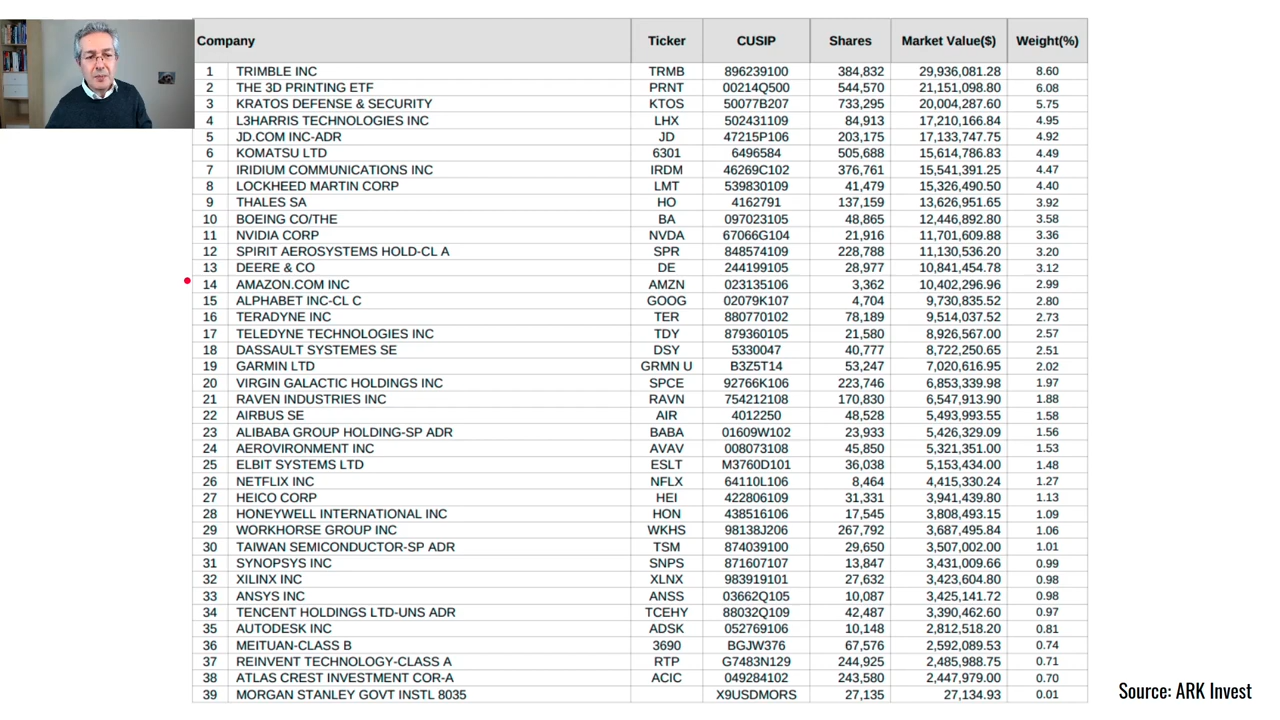 Company Ticker CUSIP Shares Market Value($) Weight(%)
1 TRIMBLE INC TRMB 896239100 384,832 29,936,081.28 8.60
2 THE 3D PRINTING ETF PRNT 00214Q500 544,570 21,151,098.80 6.08
3 KRATOS DEFENSE & SECURITY KTOS 50077B207 733,295 20,004,287.60 5.75
4 L3HARRIS TECHNOLOGIES INC LHX 502431109 84,913 17,210,166.84 4.95
5 JD.COM INC-ADR JD 47215P106 203,175 17,133,747.75 4.92
6 KOMATSU LTD 6301 6496584 505,688 15,614,786.83 4.49
7 IRIDIUM COMMUNICATIONS INC IRDM 46269C102 376,761 15,541,391.25 4.47
8 LOCKHEED MARTIN CORP LMT 539830109 41,479 15,326,490.50 4.40
9 THALES SA HO 4162791 137,159 13,626,951.65 3.92
10 BOEING CO/THE BA 097023105 48,865 12,446,892.80 3.58
11 NVIDIA CORP NVDA 67066G104 21,916 11,701,609.88 3.36
12 SPIRIT AEROSYSTEMS HOLD-CL A SPR 848574109 228,788 11,130,536.20 3.20
13 DEERE & CO DE 244199105 28,977 10,841,454.78 3.12
14 AMAZON.COM INC AMZN 023135106 3,362 10,402,296.96 2.99
15 ALPHABET INC-CL C GOOG 02079K107 4,704 9,730,835.52 2.80
16 TERADYNE INC TER 880770102 78,189 9,514,037.52 2.73
17 TELEDYNE TECHNOLOGIES INC TDY 879360105 21,580 8,926,567.00 2.57
18 DASSAULT SYSTEMES SE DSY 5330047 40,777 8,722,250.65 2.51
19 GARMIN LTD GRMN U B3Z5T14 53,247 7,020,616.95 2.02
20 VIRGIN GALACTIC HOLDINGS INC SPCE 92766K106 223,746 6,853,339.98 1.97
21 RAVEN INDUSTRIES INC RAVN 754212108 170,830 6,547,913.90 1.88
22 AIRBUS SE AIR 4012250 48,528 5,493,993.55 1.58
23 ALIBABA GROUP HOLDING-SP ADR BABA 01609W102 23,933 5,426,329.09 1.56
24 AEROVIRONMENT INC AVAV 008073108 45,850 5,321,351.00 1.53
25 ELBIT SYSTEMS LTD ESLT M3760D101 36,038 5,153,434.00 1.48
26 NETFLIX INC NFLX 64110L106 8,464 4,415,330.24 1.27
27 HEICO CORP HEI 422806109 31,331 3,941,439.80 1.13
28 HONEYWELL INTERNATIONAL INC HON 438516106 17,545 3,808,493.15 1.09
29 WORKHORSE GROUP INC WKHS 98138J206 267,792 3,687,495.84 1.06
30 TAIWAN SEMICONDUCTOR-SP ADR TSM 874039100 29,650 3,507,002.00 1.01
31 SYNOPSYS INC SNPS 871607107 13,847 3,431,009.66 0.99
32 XILINX INC XLNX 983919101 27,632 3,423,604.80 0.98
33 ANSYS INC ANSS 03662Q105 10,087 3,425,141.72 0.98
34 TENCENT HOLDINGS LTD-UNS ADR TCEHY 88032Q109 42,487 3,390,462.60 0.97
35 AUTODESK INC ADSK 052769106 10,148 2,812,518.20 0.81
36 MEITUAN-CLASS B 3690 BGJW376 67,576 2,592,089.53 0.74
37 REINVENT TECHNOLOGY-CLASS A RTP G7483N129 244,925 2,485,988.75 0.71
38 ATLAS CREST INVESTMENT COR-A ACIC 049284102 243,580 2,447,979.00 0.70
39 MORGAN STANLEY GOVT INSTL 8035 X9USDMORS 27,135 27,134.93 0.01
Source: ARK Invest